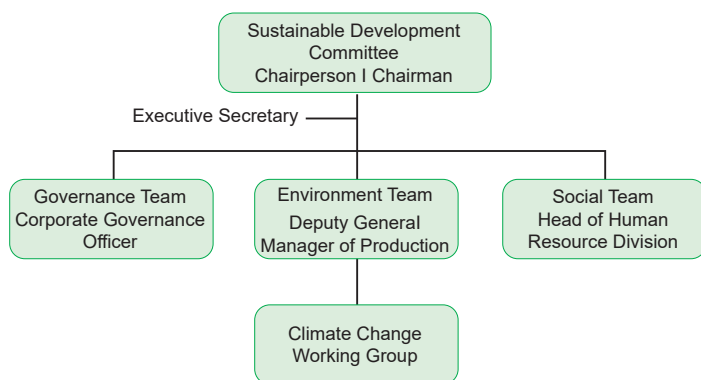 Sustainable Development
Committee
Chairperson I Chairman
Executive Secretary
Governance Team
Corporate Governance
Officer
Environment Team
Deputy General
Manager of Production
Social Team
Head of Human
Resource Division
Climate Change
Working Group